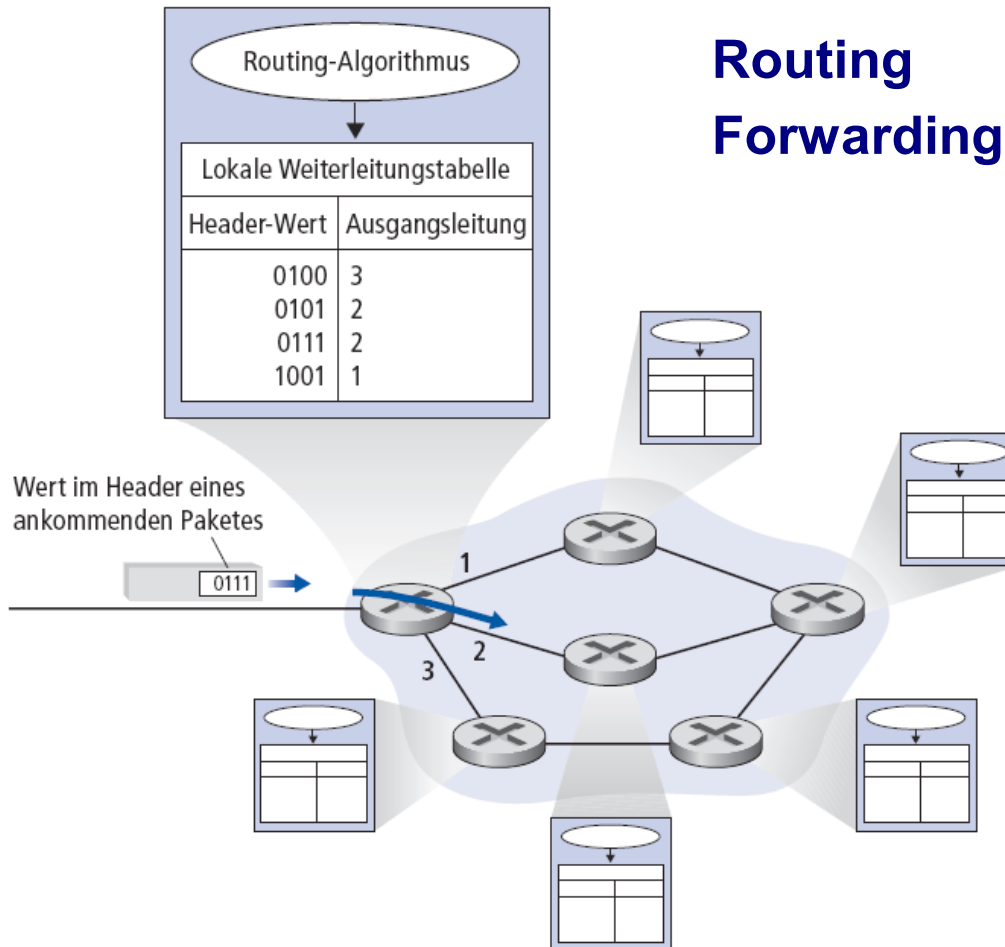 Routing
Forwarding
Routing-Algorithmus
Lokale Weiterleitungstabelle
Header-Wert Ausgangsleitung
0100 3
0101 2
0111 2
1001 1
Wert im Header eines
ankommenden Paketes
0111
1
2
3